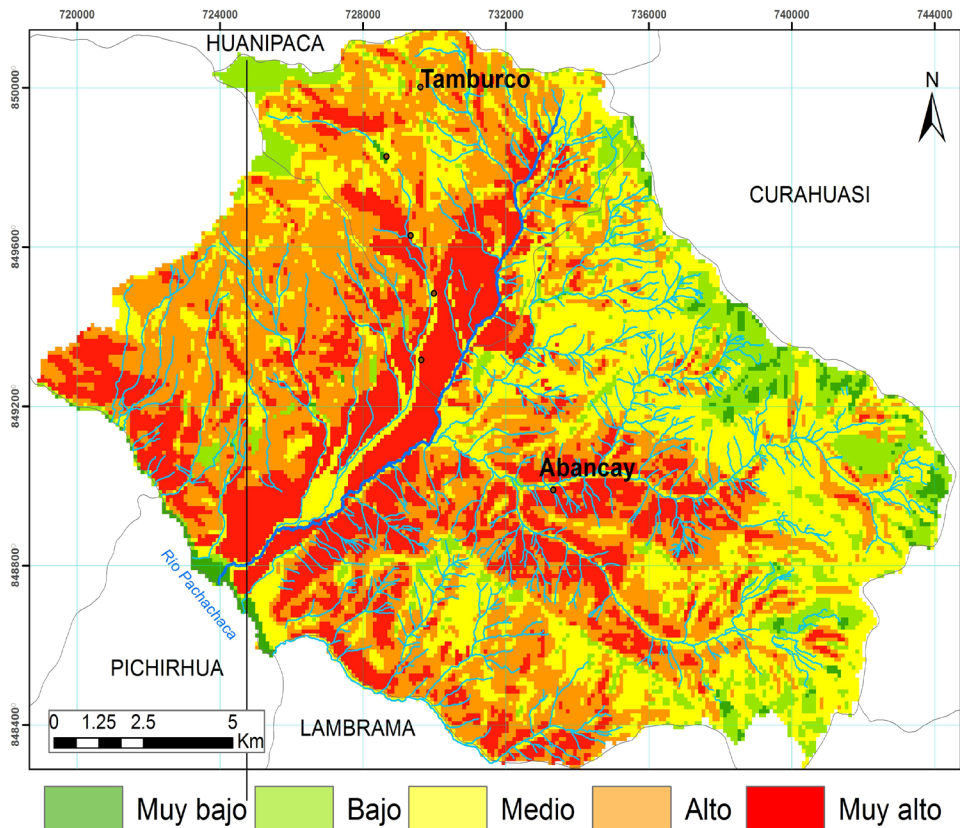 720000 724000 728000 732000 736000 740000 744000
HUANIPACA
Tamburco
N
CURAHUASI
Abancay
Río Pachachaca
PICHIRHUA
LAMBRAMA
8500000
8496000
8492000
8488000
8484000
0 1.25 2.5 5
Km
Muy bajo Bajo Medio Alto Muy alto